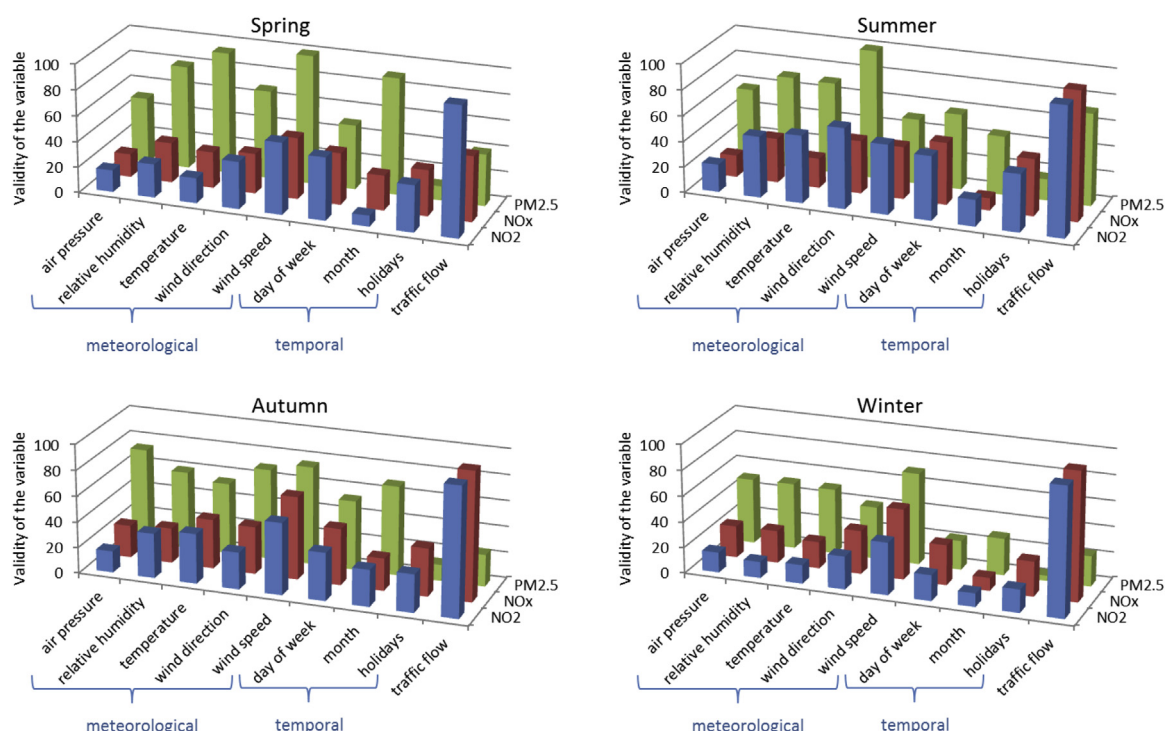 Spring
Validity of the variable
100
80
60
40
20
0
PM2.5
NOx
NO2
air pressure
relative humidity
temperature
wind direction
wind speed
day of week
month
holidays
traffic flow
meteorological
temporal
Summer
Validity of the variable
100
80
60
40
20
0
PM2.5
NOx
NO2
air pressure
relative humidity
temperature
wind direction
wind speed
day of week
month
holidays
traffic flow
meteorological
temporal
Autumn
Validity of the variable
100
80
60
40
20
0
PM2.5
NOx
NO2
air pressure
relative humidity
temperature
wind direction
wind speed
day of week
month
holidays
traffic flow
meteorological
temporal
Winter
Validity of the variable
100
80
60
40
20
0
PM2.5
NOx
NO2
air pressure
relative humidity
temperature
wind direction
wind speed
day of week
month
holidays
traffic flow
meteorological
temporal